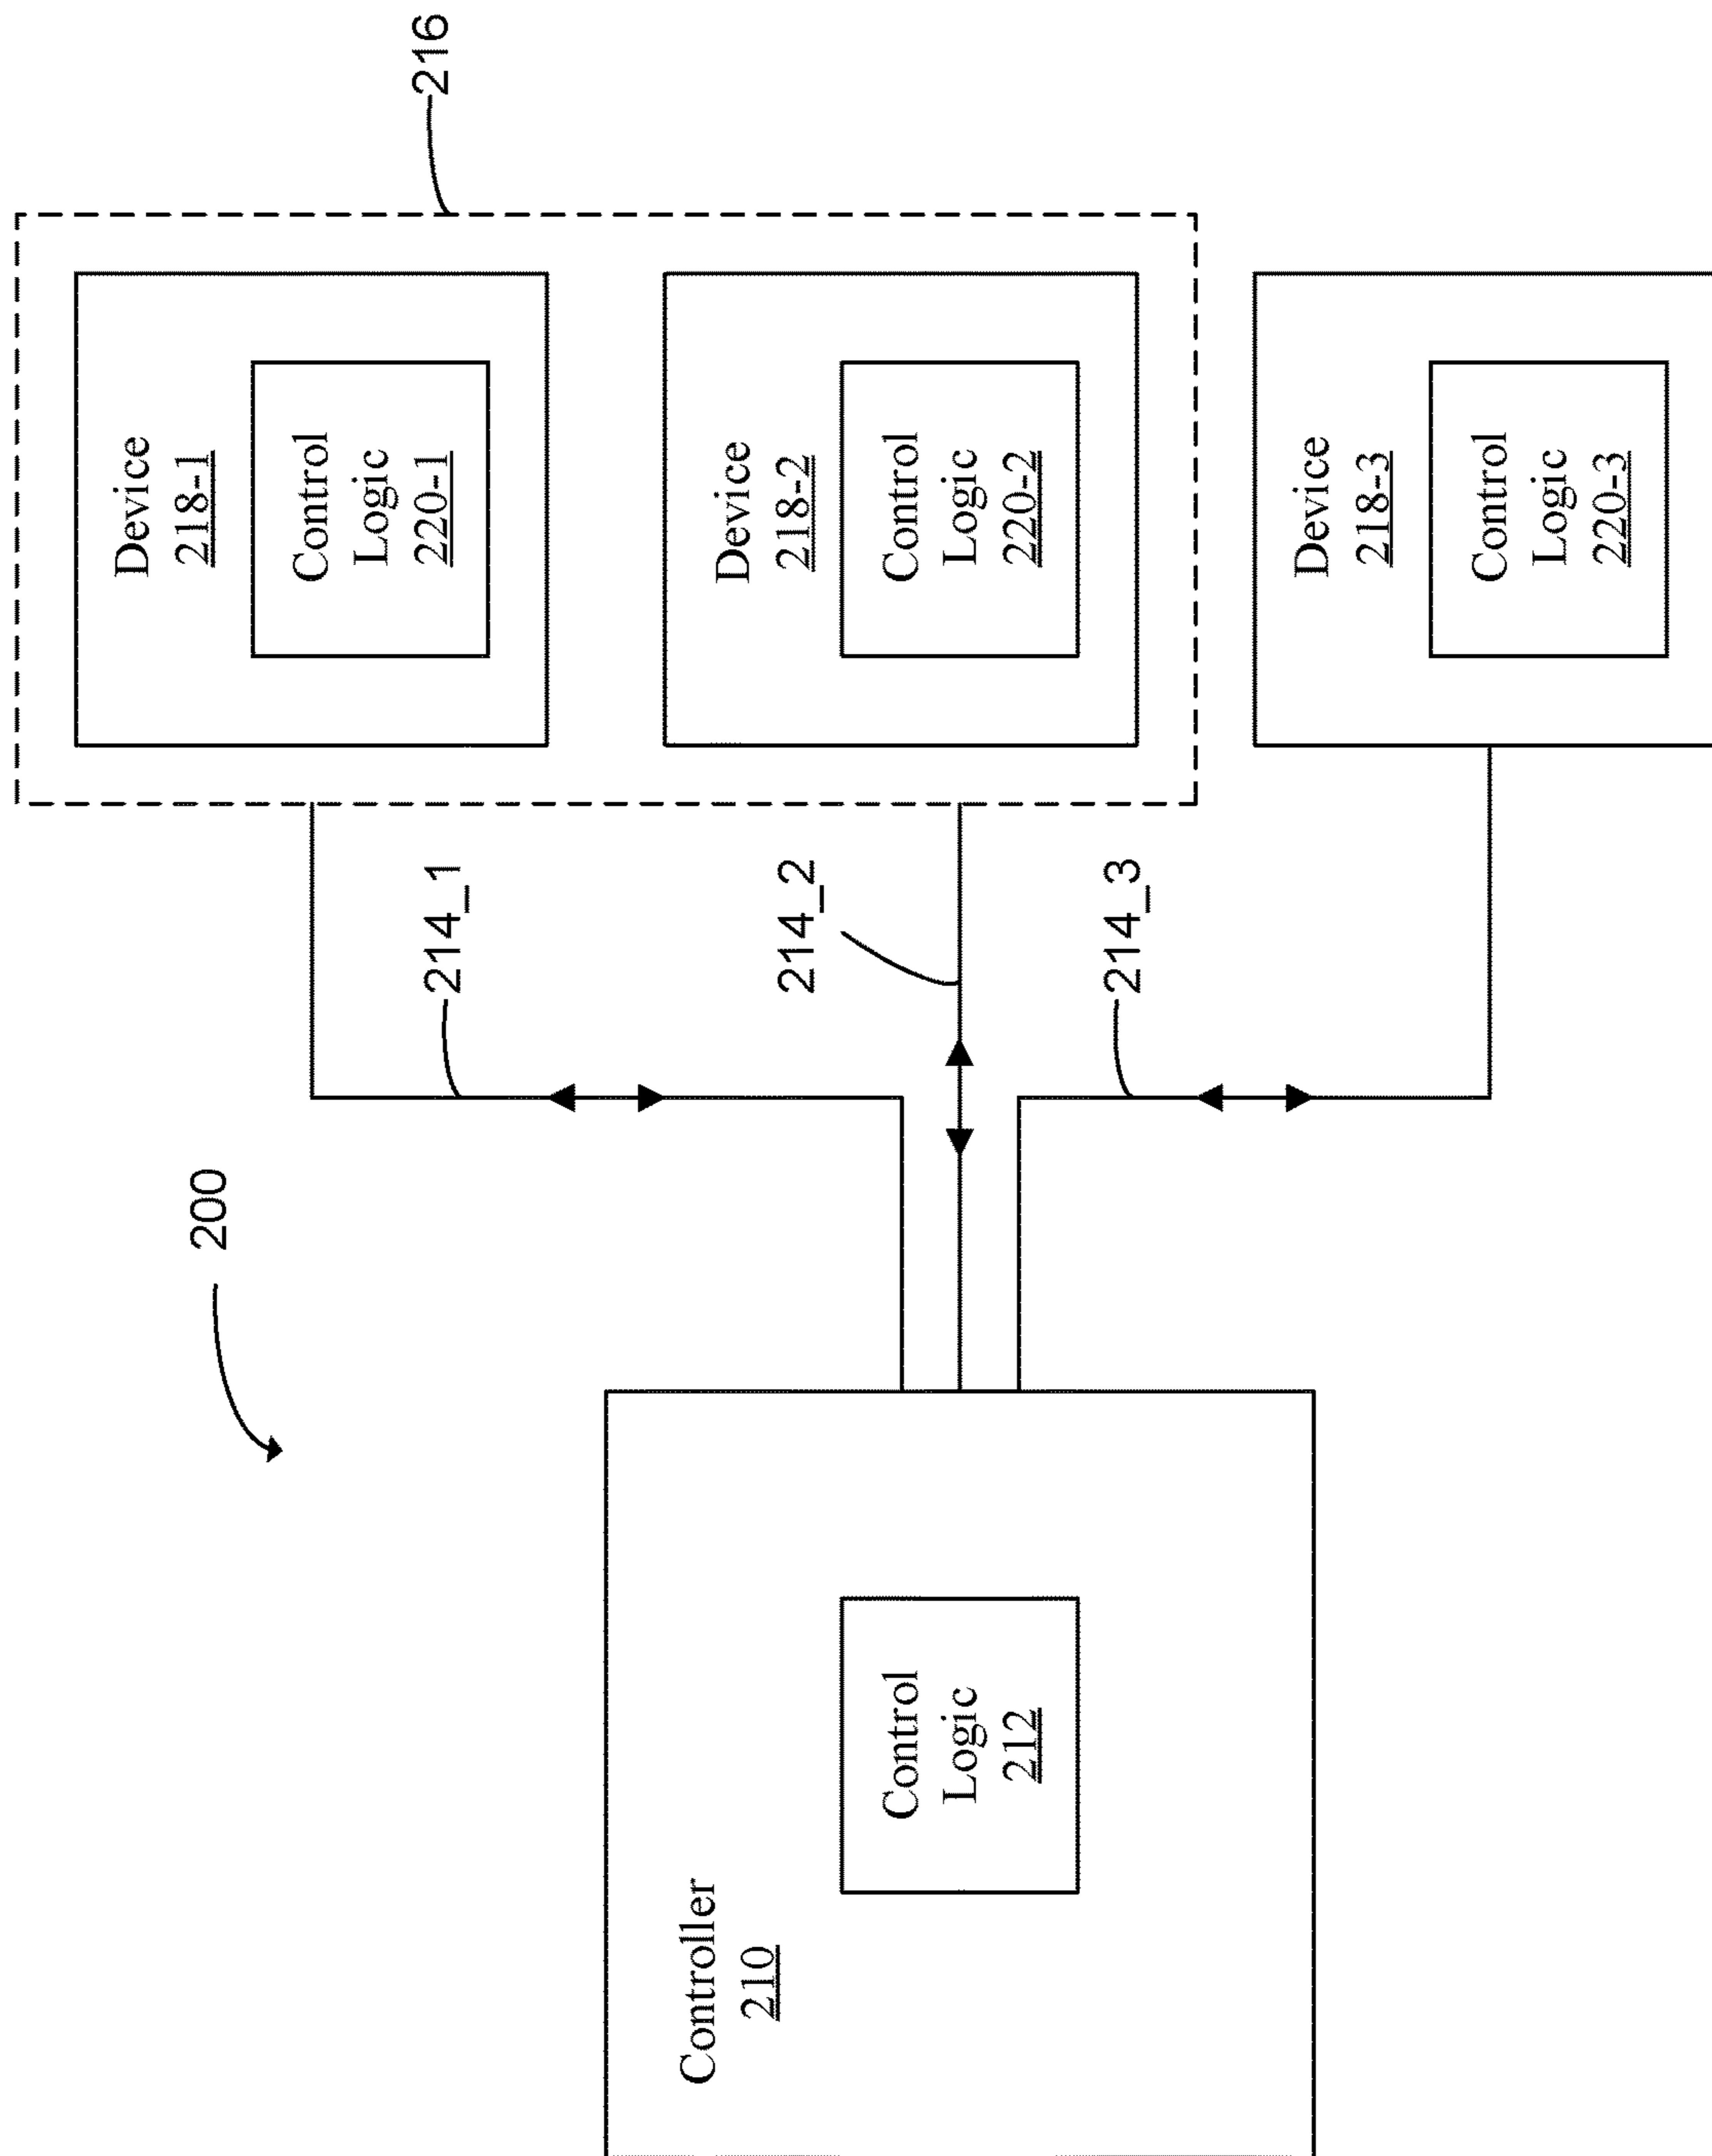 200
Controller
210
Control
Logic
212
214_1
214_2
214_3
216
Device
218-1
Control
Logic
220-1
Device
218-2
Control
Logic
220-2
Device
218-3
Control
Logic
220-3